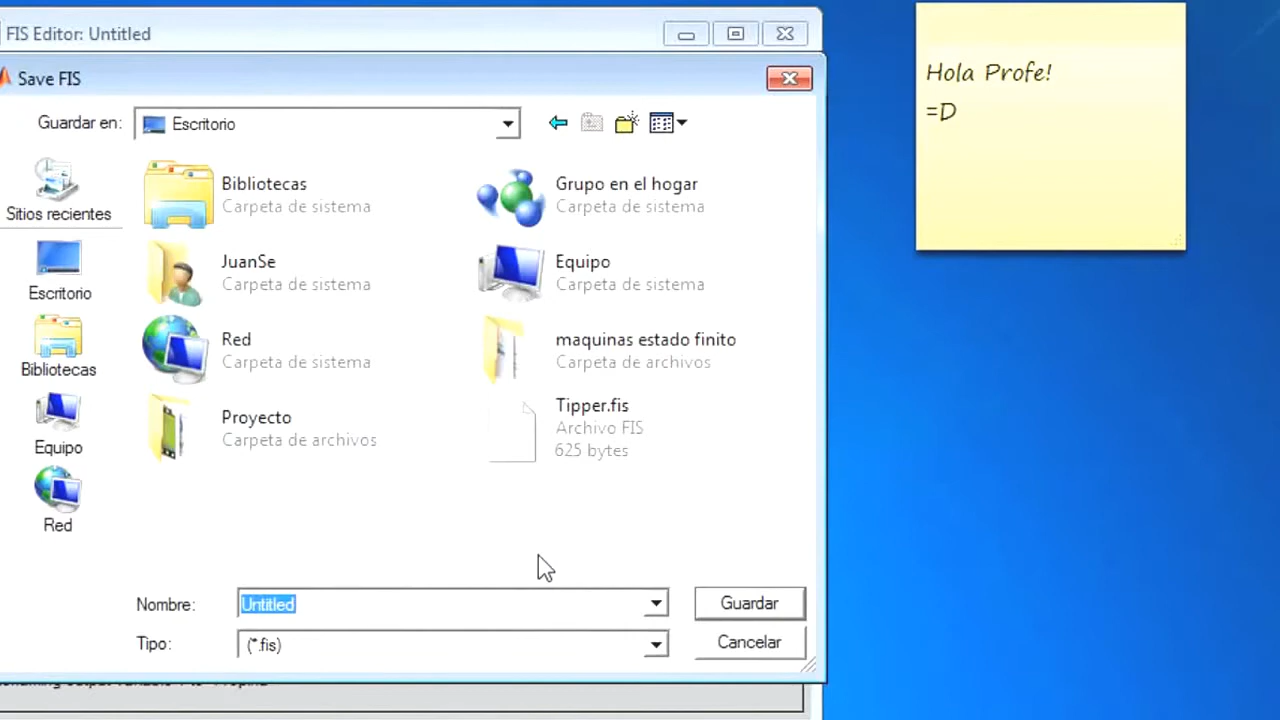 FIS Editor: Untitled
Save FIS
Guardar en:
Escritorio
Sitios recientes
Escritorio
Bibliotecas
Equipo
Red
Bibliotecas
Carpeta de sistema
Grupo en el hogar
Carpeta de sistema
JuanSe
Carpeta de sistema
Equipo
Carpeta de sistema
Red
Carpeta de sistema
maquinas estado finito
Carpeta de archivos
Proyecto
Carpeta de archivos
Tipper.fis
Archivo FIS
625 bytes
Nombre:
Untitled
Guardar
Tipo:
(*.fis)
Cancelar
Hola Profe!
=D